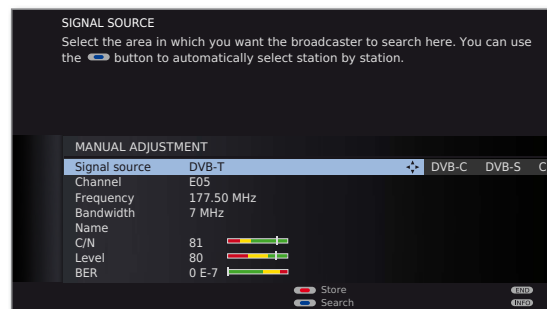 SIGNAL SOURCE
Select the area in which you want the broadcaster to search here. You can use
the button to automatically select station by station.
MANUAL ADJUSTMENT
Signal source DVB-T DVB-C DVB-S C
Channel E05
Frequency 177.50 MHz
Bandwidth 7 MHz
Name
C/N 81
Level 80
BER 0 E-7
Store END
Search INFO